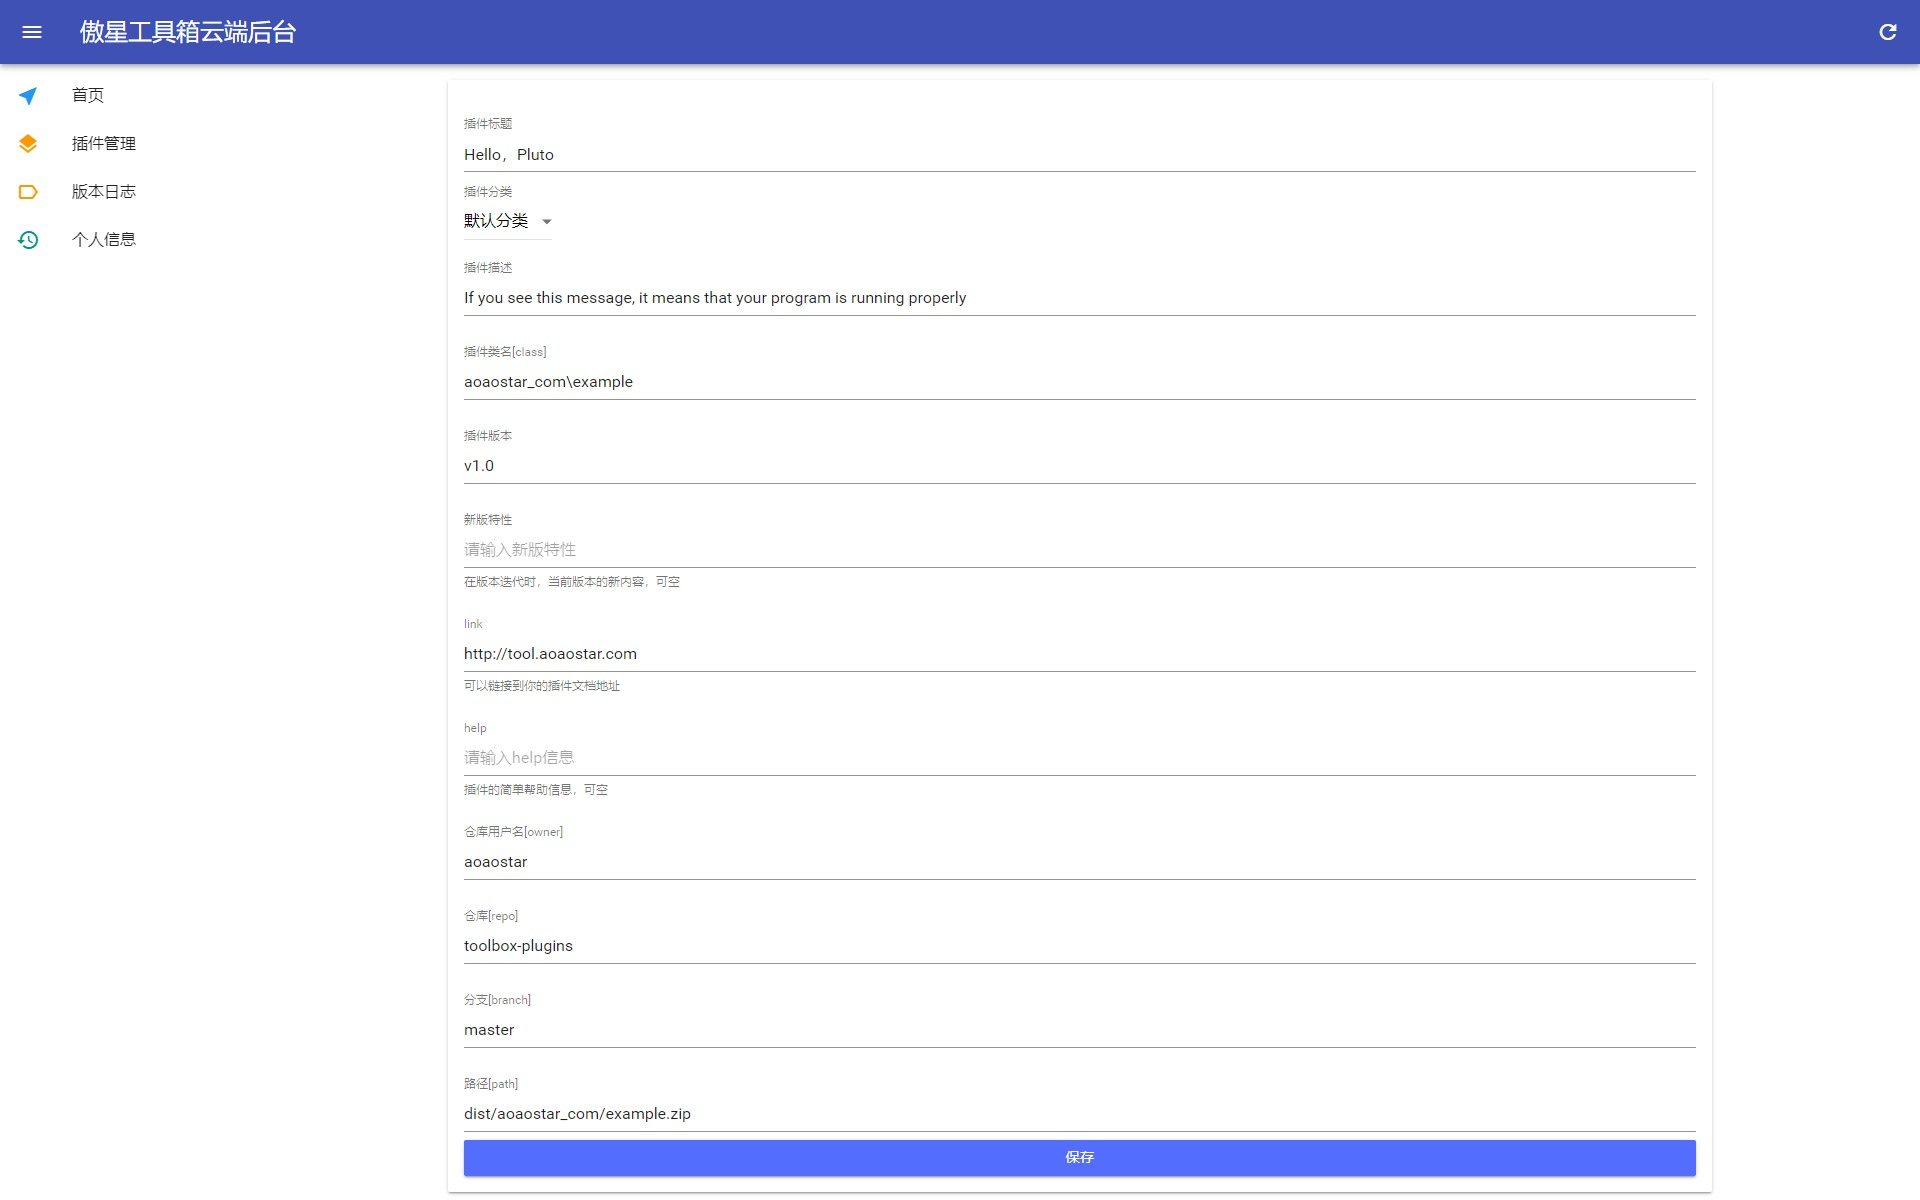 傲星工具箱云端后台
首页
插件管理
版本日志
个人信息
插件标题
Hello，Pluto
插件分类
默认分类
插件描述
If you see this message, it means that your program is running properly
插件类名[class]
aoaostar_com\example
插件版本
v1.0
新版特性
请输入新版特性
在版本迭代时，当前版本的新内容，可空
link
http://tool.aoaostar.com
可以链接到你的插件文档地址
help
请输入help信息
插件的简单帮助信息，可空
仓库用户名[owner]
aoaostar
仓库[repo]
toolbox-plugins
分支[branch]
master
路径[path]
dist/aoaostar_com/example.zip
保存